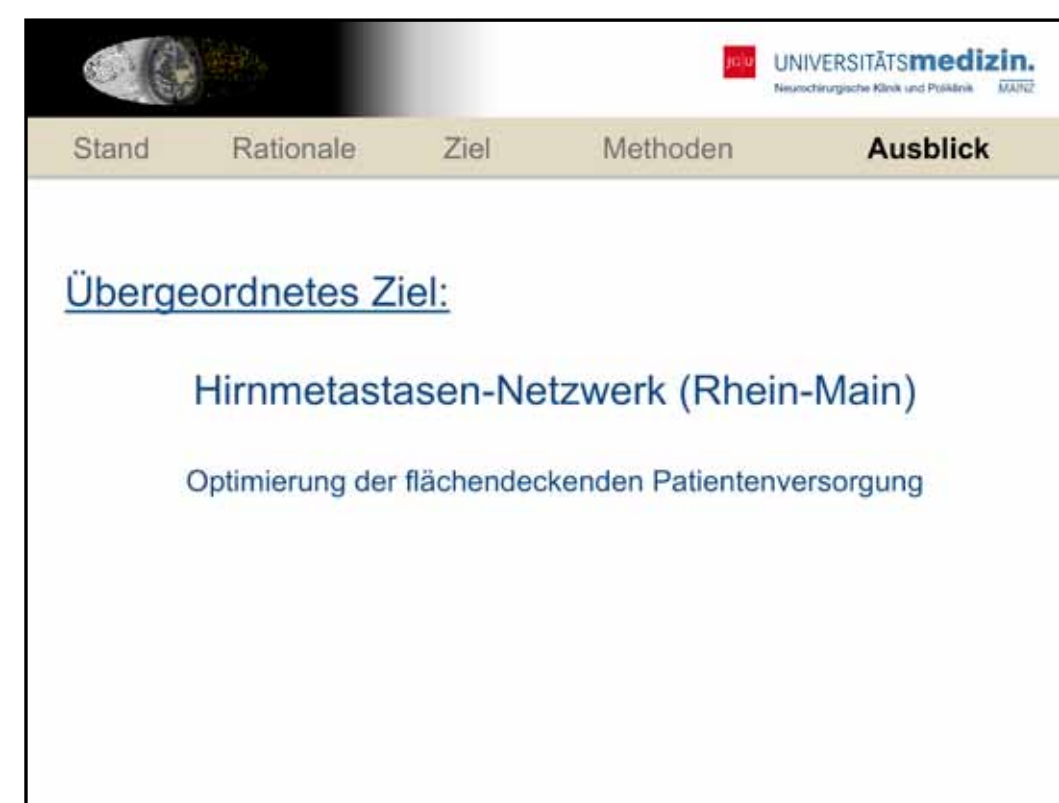 JG|U UNIVERSITÄTSmedizin.
Neurochirurgische Klinik und Poliklinik MAINZ
Stand Rationale Ziel Methoden Ausblick
Übergeordnetes Ziel:
Hirnmetastasen-Netzwerk (Rhein-Main)
Optimierung der flächendeckenden Patientenversorgung